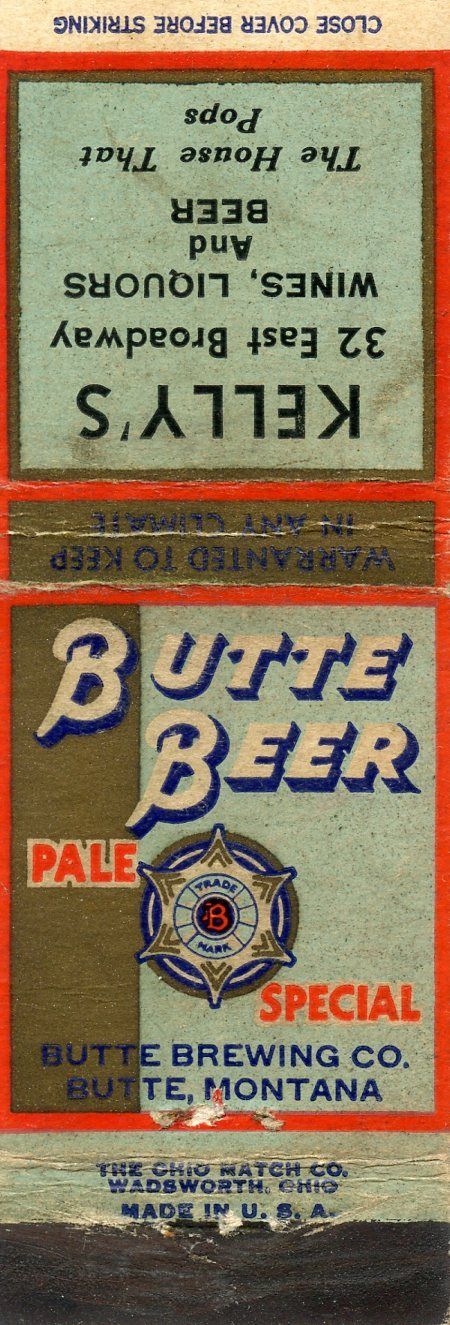 CLOSE COVER BEFORE STRIKING
KELLY'S
32 East Broadway
WINES, LIQUORS
And
BEER
The House That
Pops
WARRANTED TO KEEP
IN ANY CLIMATE
BUTTE
BEER
PALE
TRADE
B
MARK
SPECIAL
BUTTE BREWING CO.
BUTTE, MONTANA
THE OHIO MATCH CO.
WADSWORTH, OHIO
MADE IN U. S. A.